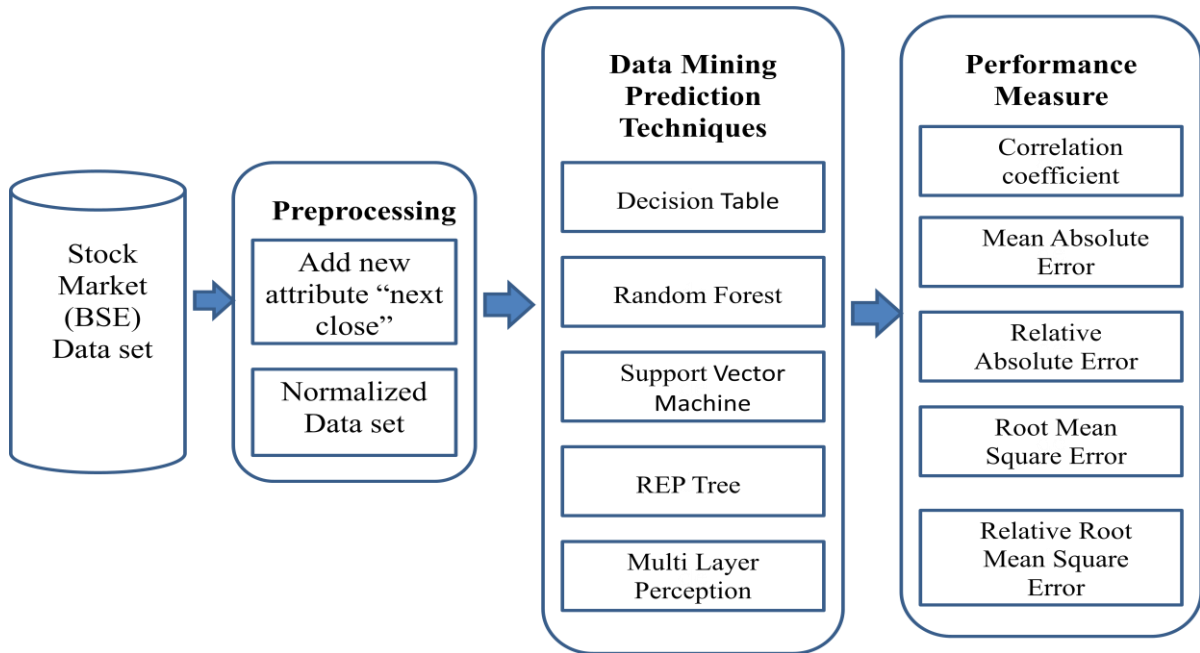 Stock
Market
(BSE)
Data set
Preprocessing
Add new
attribute “next
close”
Normalized
Data set
Data Mining
Prediction
Techniques
Decision Table
Random Forest
Support Vector
Machine
REP Tree
Multi Layer
Perception
Performance
Measure
Correlation
coefficient
Mean Absolute
Error
Relative
Absolute Error
Root Mean
Square Error
Relative Root
Mean Square
Error